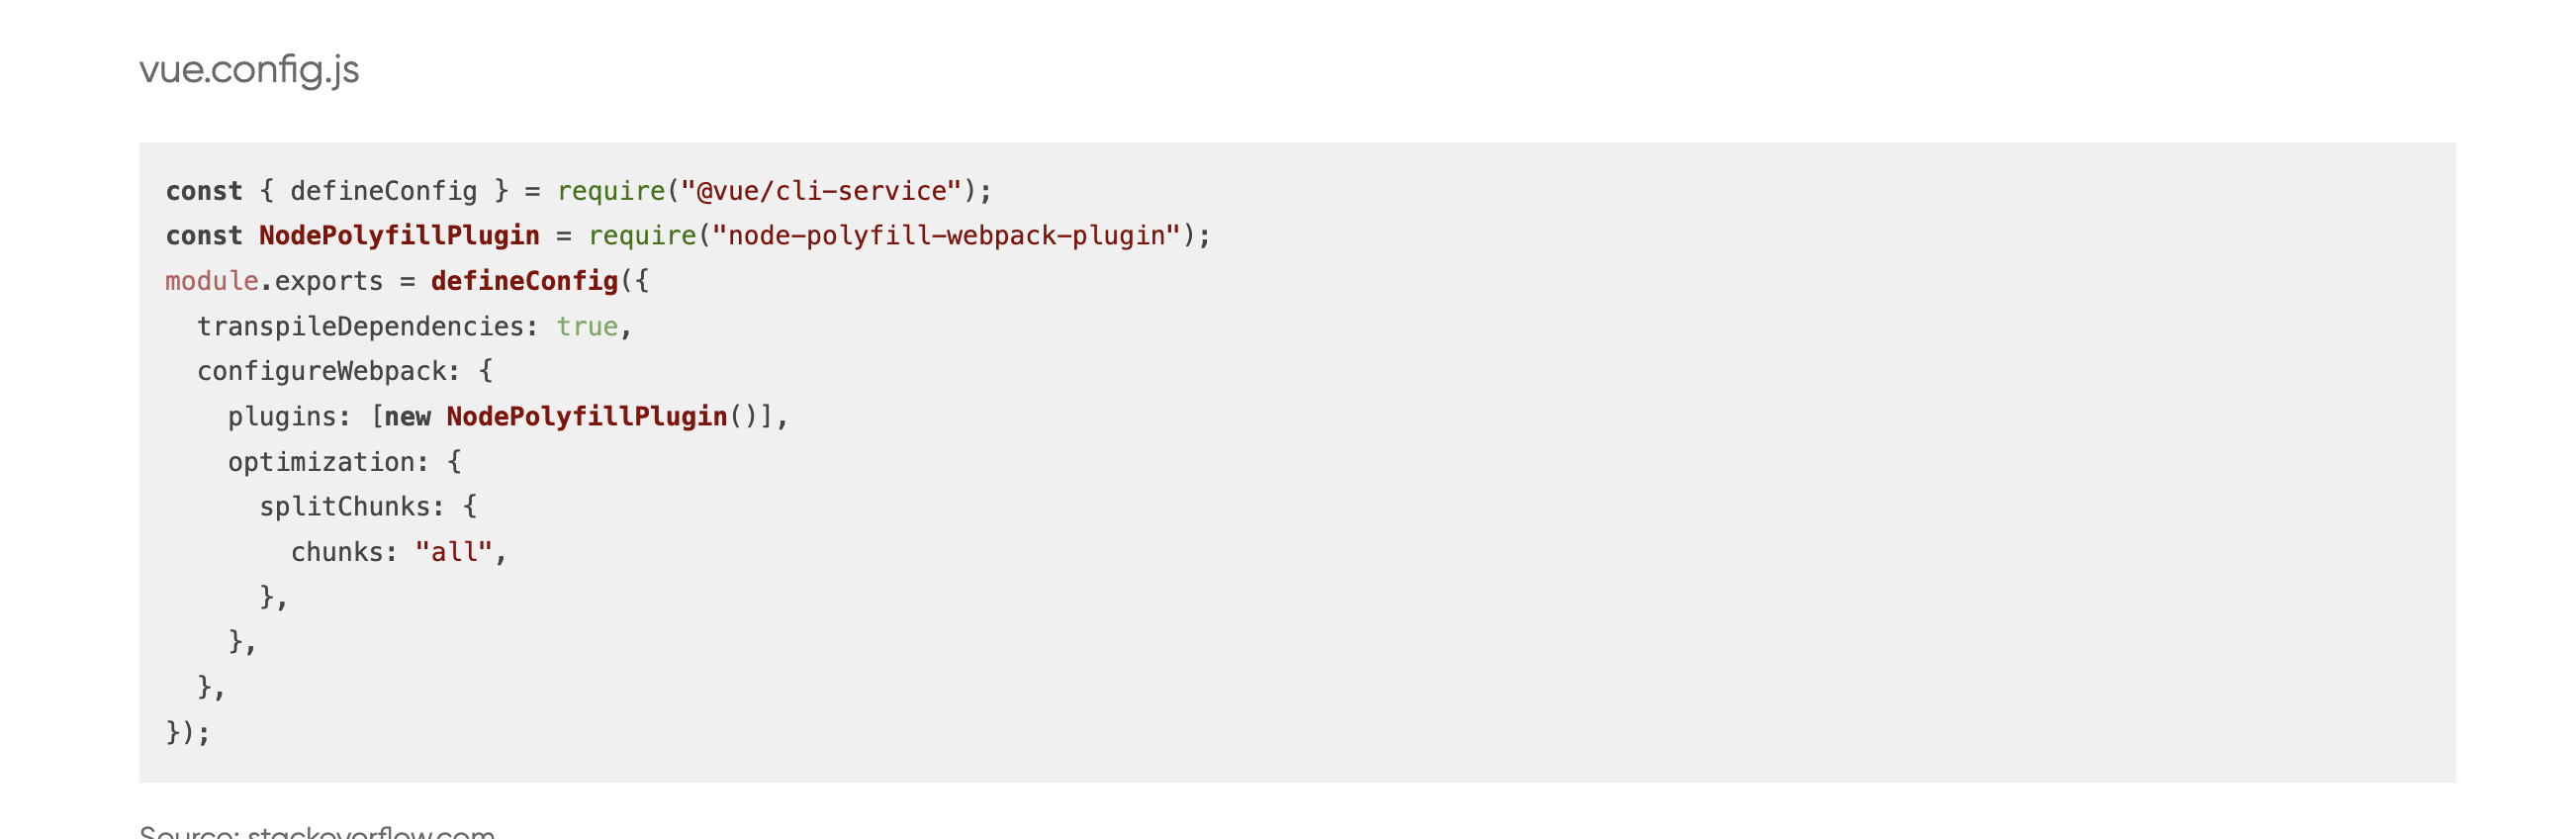 vue.config.js
const { defineConfig } = require("@vue/cli-service");
const NodePolyfillPlugin = require("node-polyfill-webpack-plugin");
module.exports = defineConfig({
  transpileDependencies: true,
  configureWebpack: {
    plugins: [new NodePolyfillPlugin()],
    optimization: {
      splitChunks: {
        chunks: "all",
      },
    },
  },
});
Source: stackoverflow.com